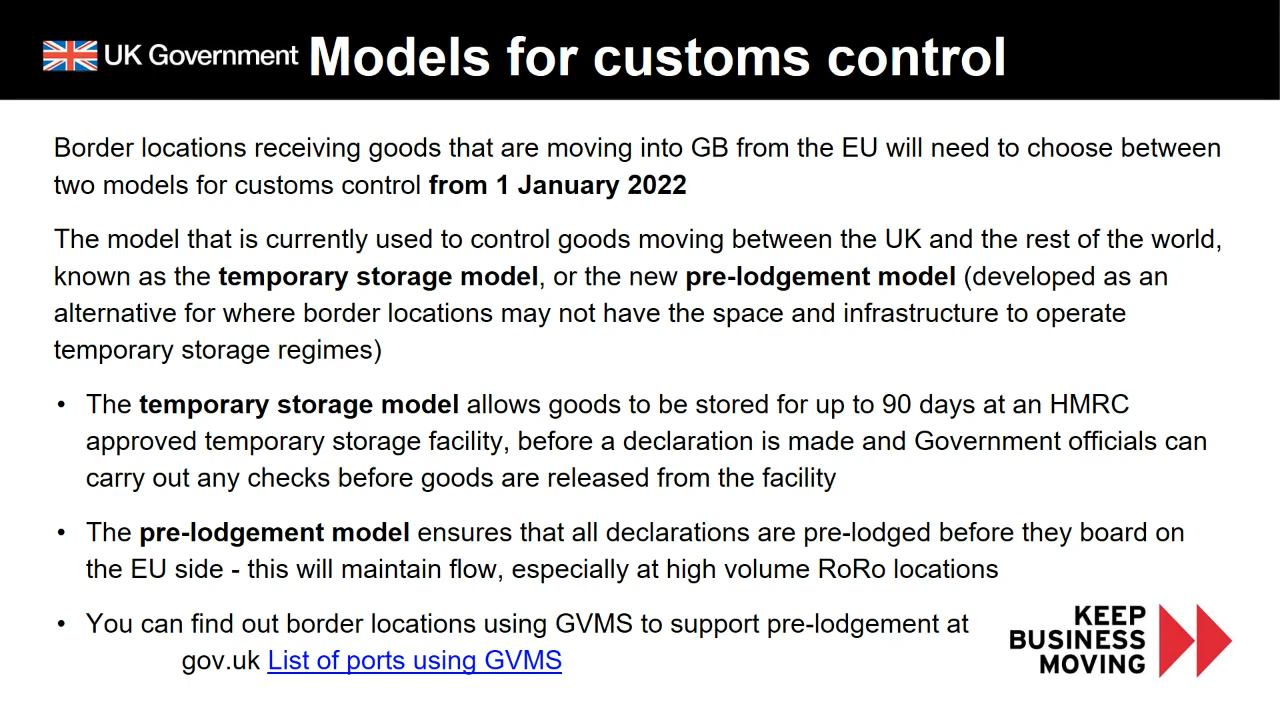 UK Government Models for customs control
Border locations receiving goods that are moving into GB from the EU will need to choose between
two models for customs control from 1 January 2022
The model that is currently used to control goods moving between the UK and the rest of the world,
known as the temporary storage model, or the new pre-lodgement model (developed as an
alternative for where border locations may not have the space and infrastructure to operate
temporary storage regimes)
• The temporary storage model allows goods to be stored for up to 90 days at an HMRC
approved temporary storage facility, before a declaration is made and Government officials can
carry out any checks before goods are released from the facility
• The pre-lodgement model ensures that all declarations are pre-lodged before they board on
the EU side - this will maintain flow, especially at high volume RoRo locations
• You can find out border locations using GVMS to support pre-lodgement at
gov.uk List of ports using GVMS
KEEP
BUSINESS
MOVING